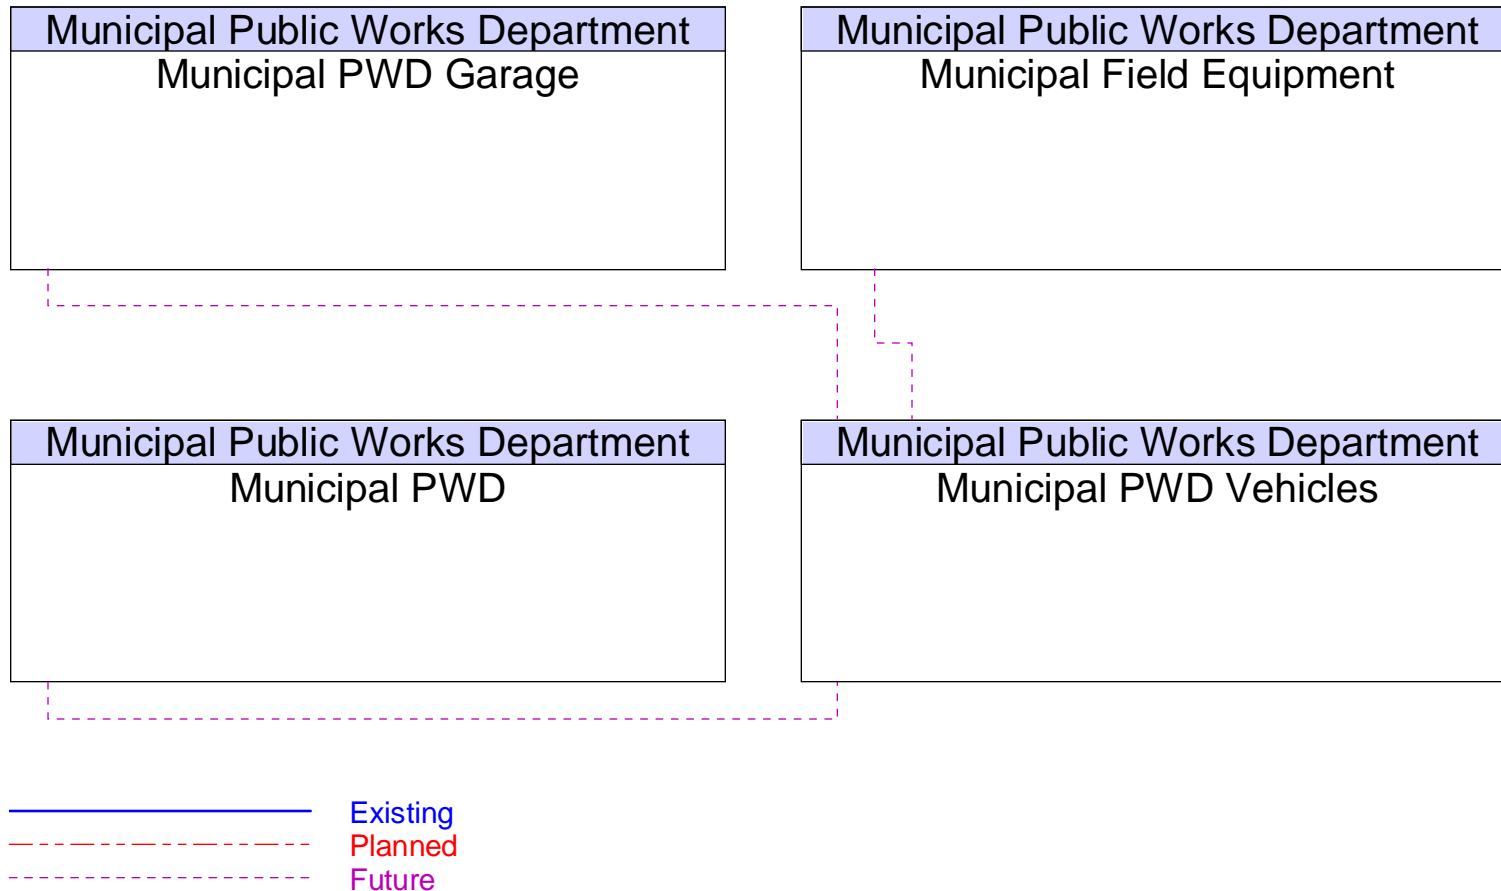 Municipal Public Works Department
Municipal PWD Garage
Municipal Public Works Department
Municipal Field Equipment
Municipal Public Works Department
Municipal PWD
Municipal Public Works Department
Municipal PWD Vehicles
Existing
Planned
Future